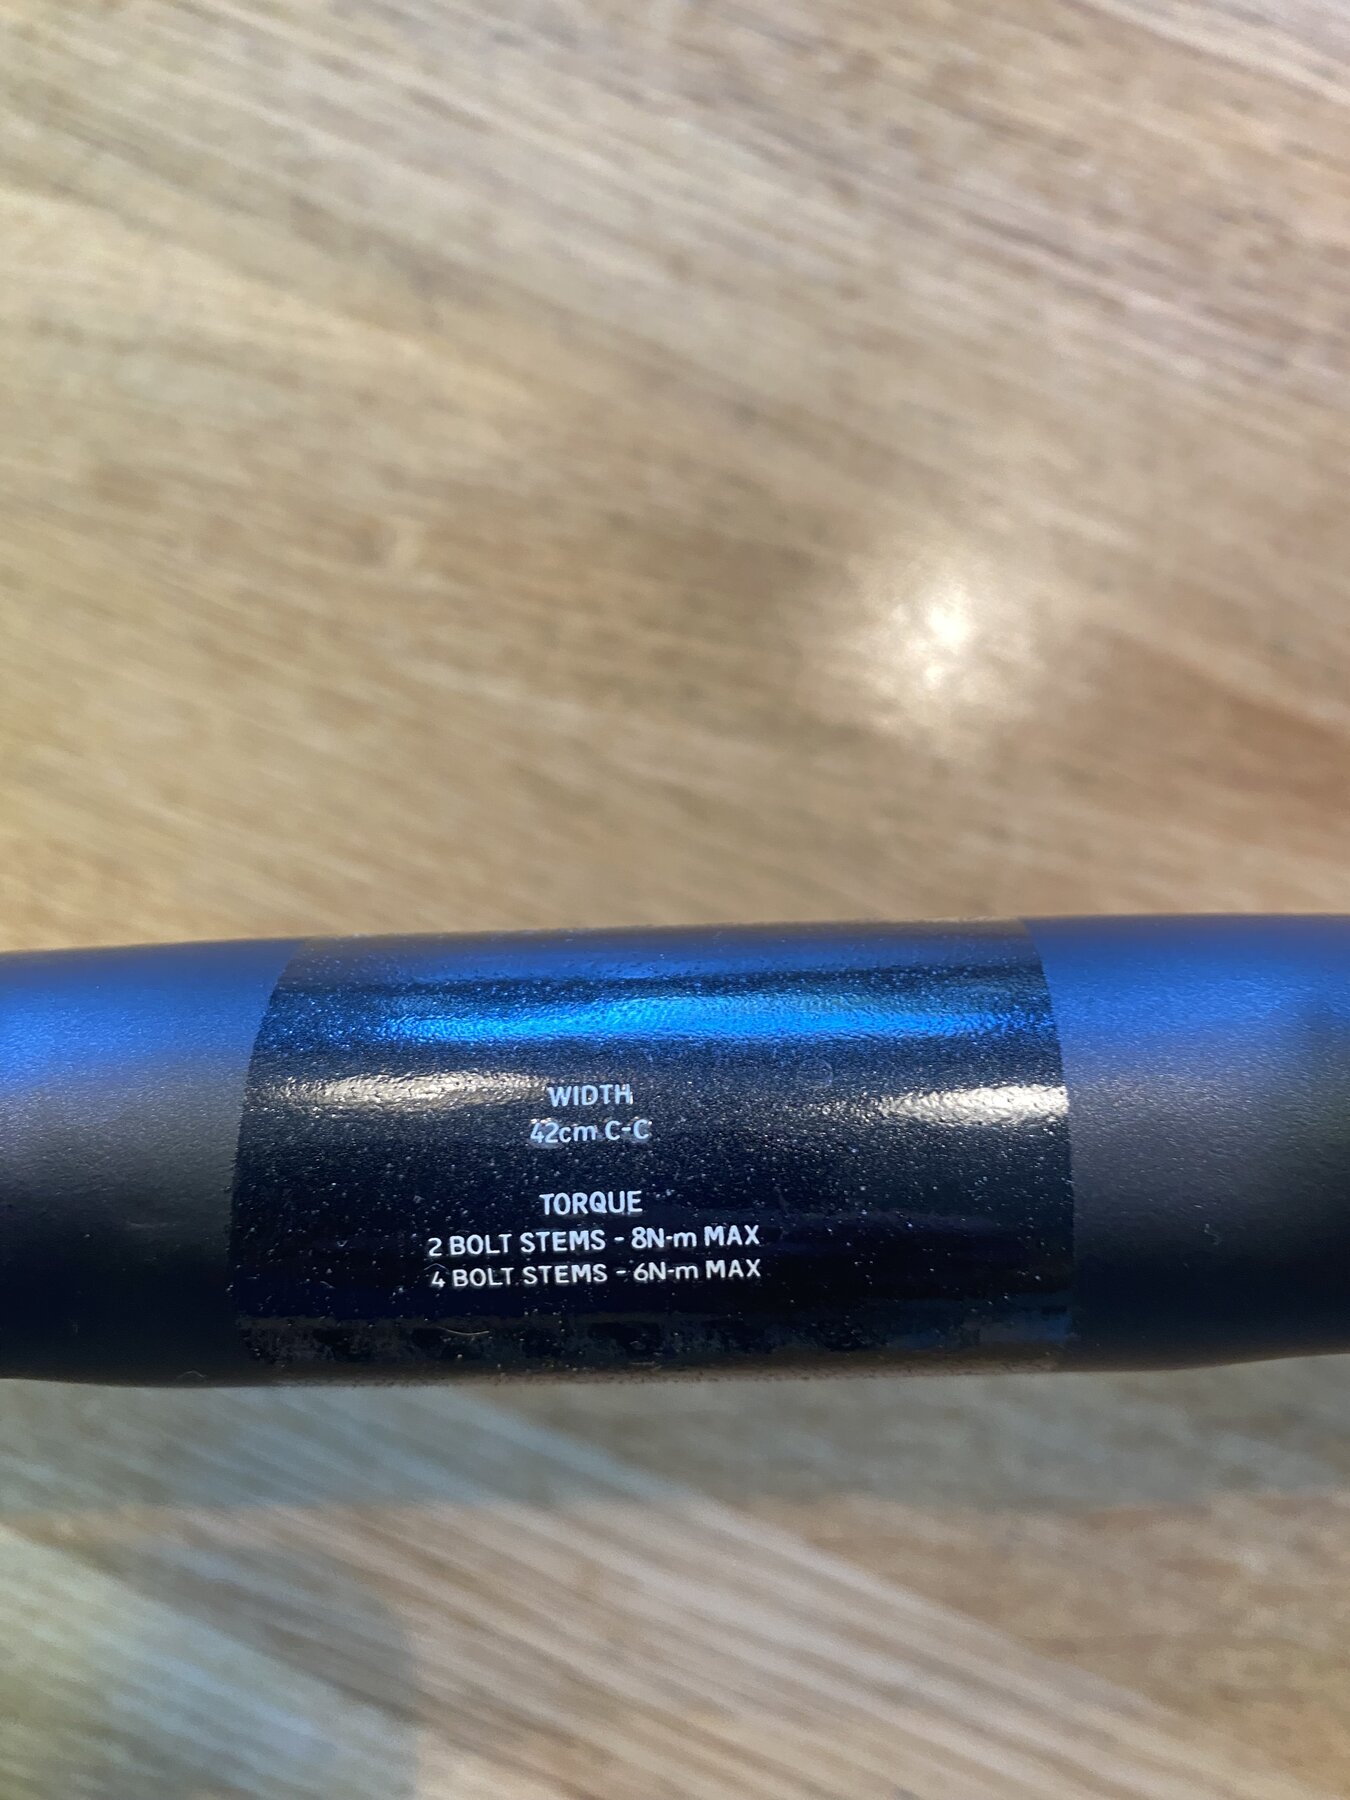 WIDTH
42cm C-C
TORQUE
2 BOLT STEMS - 8N·m MAX
4 BOLT STEMS - 6N·m MAX